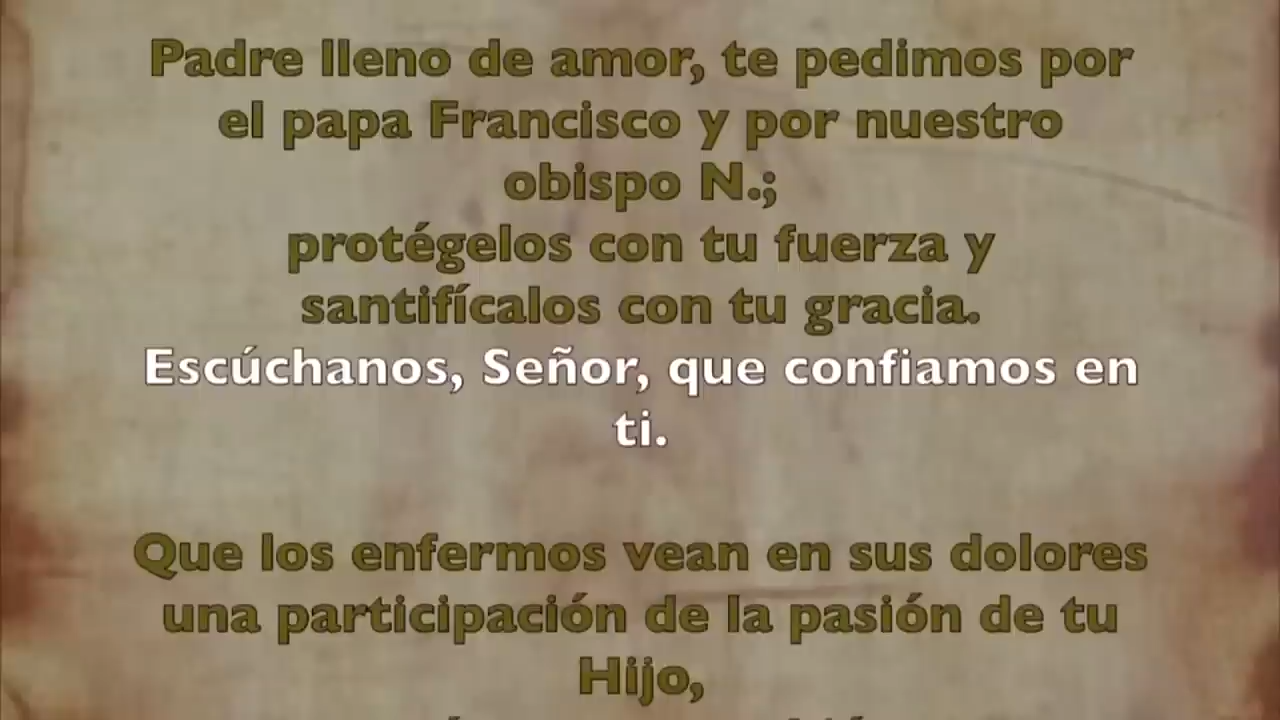 Padre lleno de amor, te pedimos por
el papa Francisco y por nuestro
obispo N.;
protégelos con tu fuerza y
santifícalos con tu gracia.
Escúchanos, Señor, que confiamos en
ti.
Que los enfermos vean en sus dolores
una participación de la pasión de tu
Hijo,